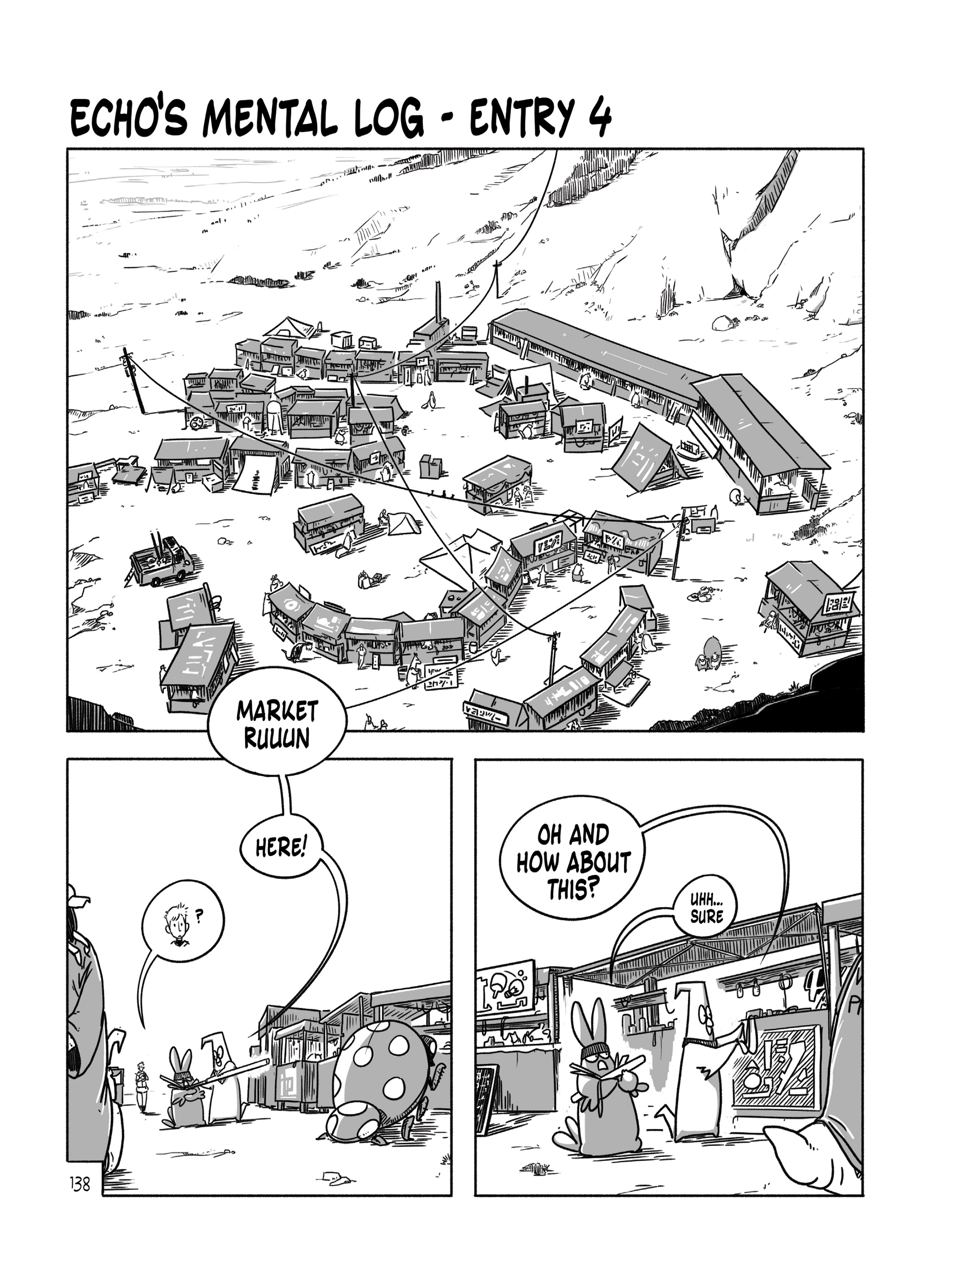 ECHO'S MENTAL LOG - ENTRY 4
MARKET
RUUUN
HERE!
?
OH AND
HOW ABOUT
THIS?
UHH...
SURE
138